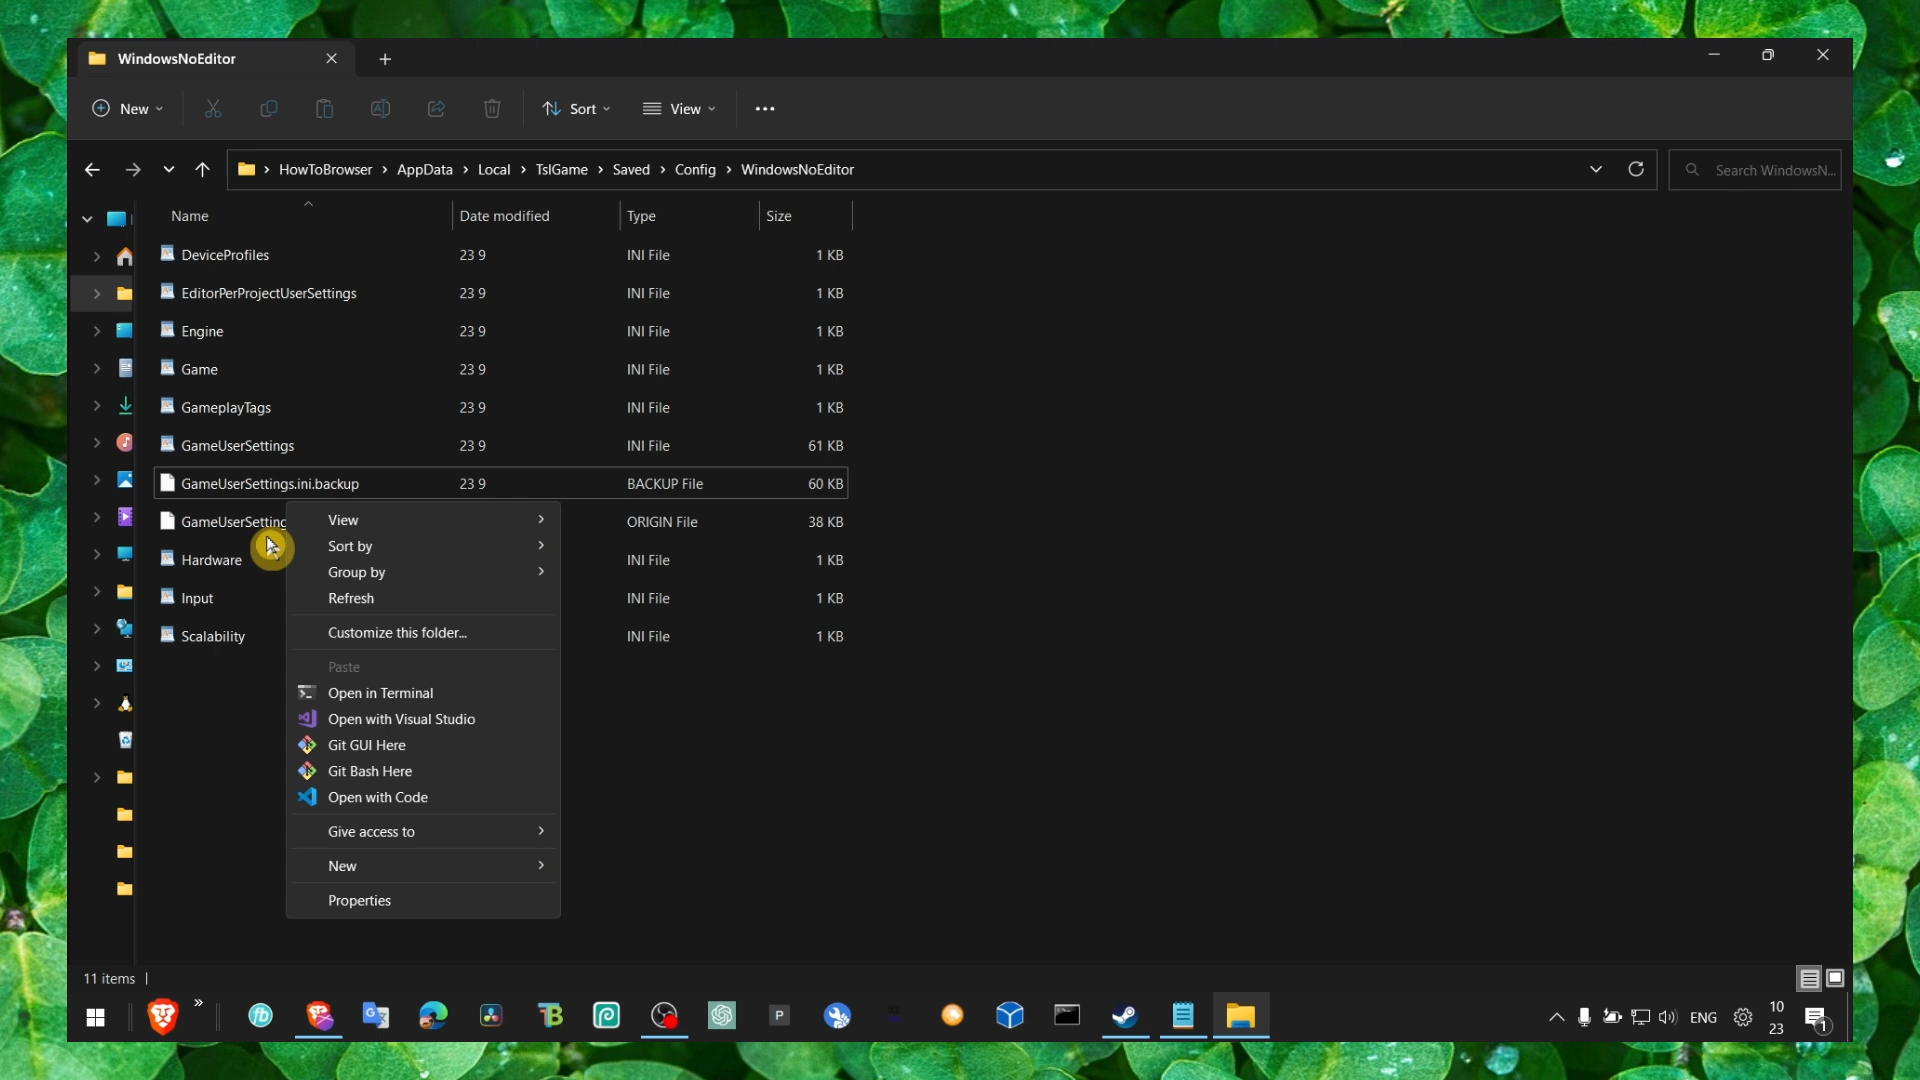 WindowsNoEditor
New
Sort
View
HowToBrowser > AppData > Local > TslGame > Saved > Config > WindowsNoEditor
Search WindowsN...
Name Date modified Type Size
DeviceProfiles 23 9 INI File 1 KB
EditorPerProjectUserSettings 23 9 INI File 1 KB
Engine 23 9 INI File 1 KB
Game 23 9 INI File 1 KB
GameplayTags 23 9 INI File 1 KB
GameUserSettings 23 9 INI File 61 KB
GameUserSettings.ini.backup 23 9 BACKUP File 60 KB
GameUserSetting ORIGIN File 38 KB
Hardware INI File 1 KB
Input INI File 1 KB
Scalability INI File 1 KB
View
Sort by
Group by
Refresh
Customize this folder...
Paste
Open in Terminal
Open with Visual Studio
Git GUI Here
Git Bash Here
Open with Code
Give access to
New
Properties
11 items
fb
TB
P
ENG
10
23
1